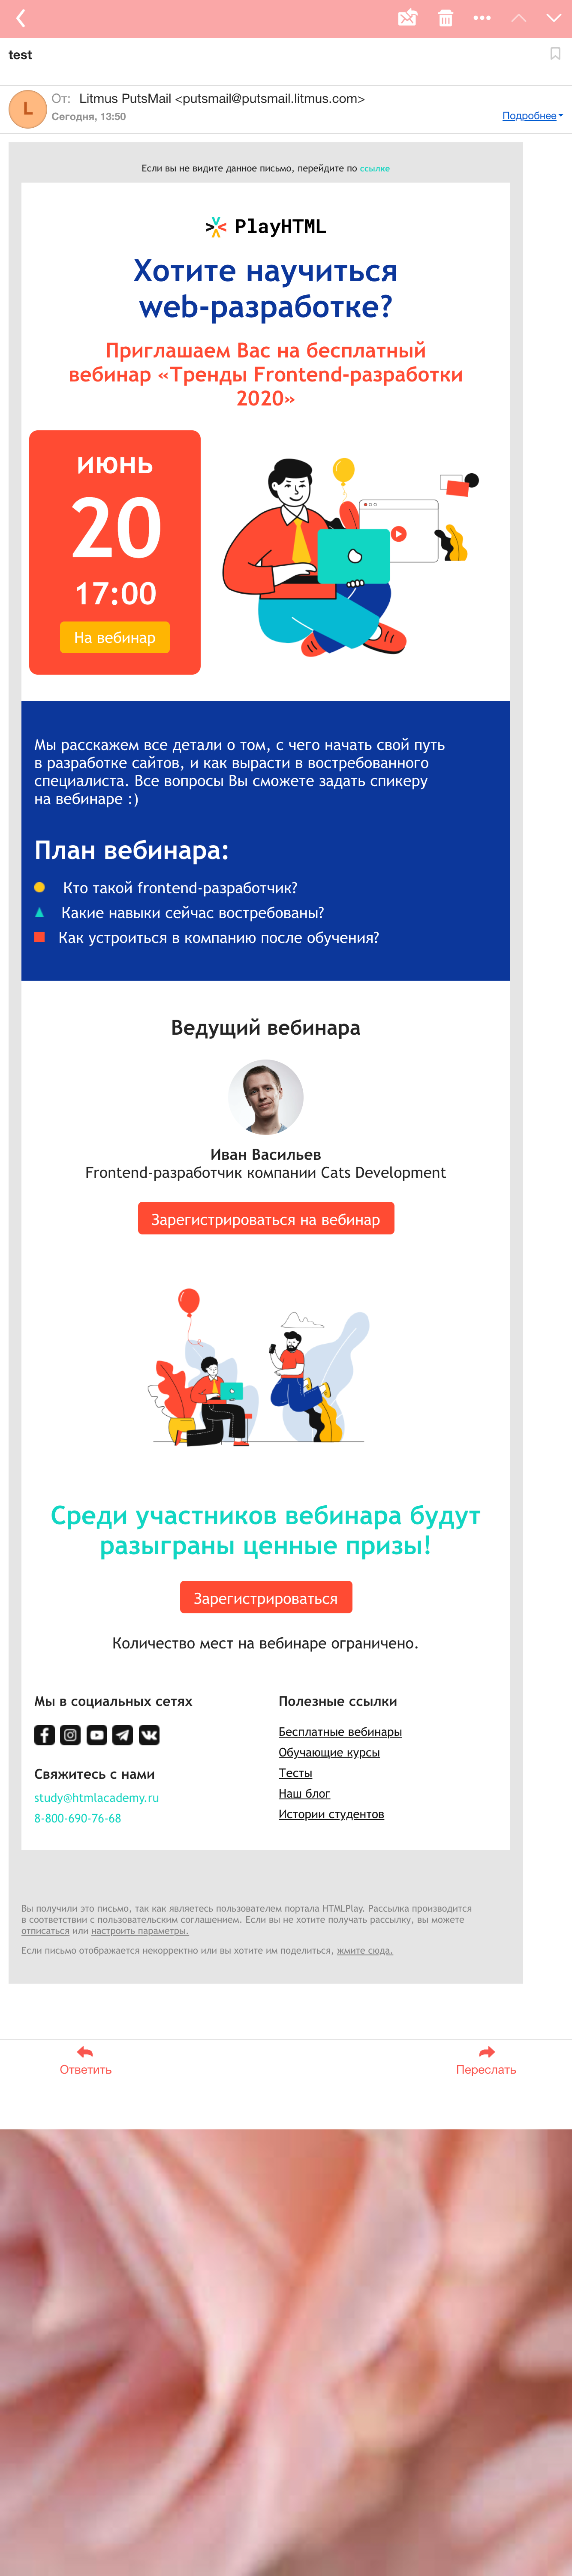 test
L
От: Litmus PutsMail <putsmail@putsmail.litmus.com>
Сегодня, 13:50
Подробнее
Если вы не видите данное письмо, перейдите по ссылке
PlayHTML
Хотите научиться
web-разработке?
Приглашаем Вас на бесплатный
вебинар «Тренды Frontend-разработки
2020»
июнь
20
17:00
На вебинар
Мы расскажем все детали о том, с чего начать свой путь
в разработке сайтов, и как вырасти в востребованного
специалиста. Все вопросы Вы сможете задать спикеру
на вебинаре :)
План вебинара:
Кто такой frontend-разработчик?
Какие навыки сейчас востребованы?
Как устроиться в компанию после обучения?
Ведущий вебинара
Иван Васильев
Frontend-разработчик компании Cats Development
Зарегистрироваться на вебинар
Среди участников вебинара будут
разыграны ценные призы!
Зарегистрироваться
Количество мест на вебинаре ограничено.
Мы в социальных сетях
Свяжитесь с нами
study@htmlacademy.ru
8-800-690-76-68
Полезные ссылки
Бесплатные вебинары
Обучающие курсы
Тесты
Наш блог
Истории студентов
Вы получили это письмо, так как являетесь пользователем портала HTMLPlay. Рассылка производится
в соответствии с пользовательским соглашением. Если вы не хотите получать рассылку, вы можете
отписаться или настроить параметры.
Если письмо отображается некорректно или вы хотите им поделиться, жмите сюда.
Ответить
Переслать